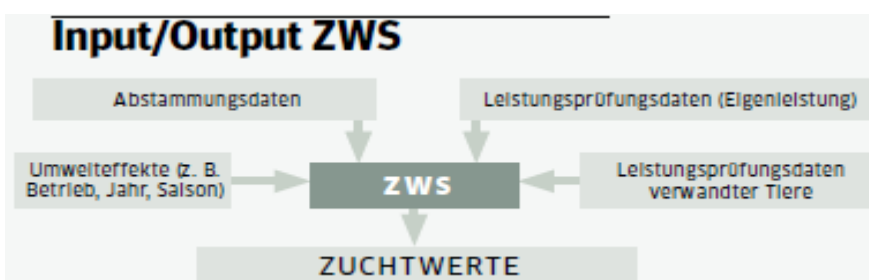 Input/Output ZWS
Abstammungsdaten
Leistungsprüfungsdaten (Eigenleistung)
Umwelteffekte (z. B.
Betrieb, Jahr, Saison)
ZWS
Leistungsprüfungsdaten
verwandter Tiere
ZUCHTWERTE